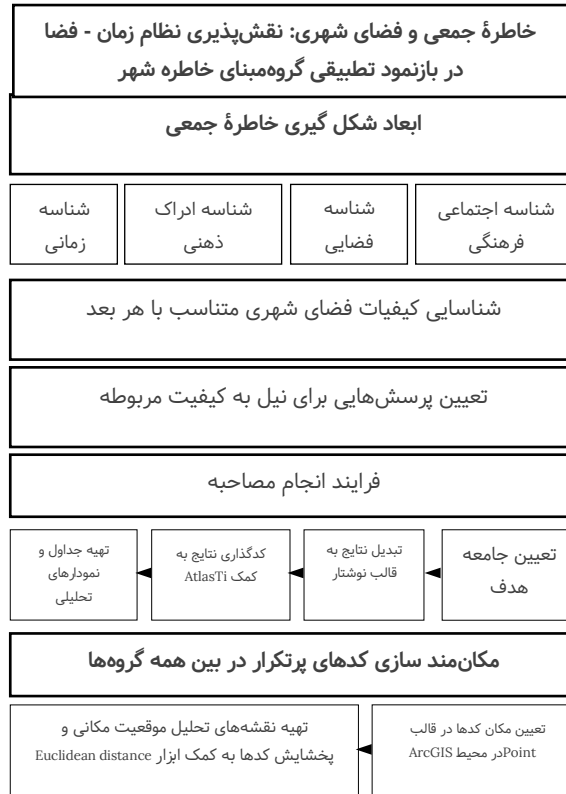 خاطرۀ جمعی و فضای شهری: نقش‌پذیری نظام زمان - فضا
در بازنمود تطبیقی گروه‌مبنای خاطره شهر
ابعاد شکل گیری خاطرۀ جمعی
شناسه اجتماعی
فرهنگی
شناسه
فضایی
شناسه ادراک
ذهنی
شناسه
زمانی
شناسایی کیفیات فضای شهری متناسب با هر بعد
تعیین پرسش‌هایی برای نیل به کیفیت مربوطه
فرایند انجام مصاحبه
تعیین جامعه
هدف
تبدیل نتایج به
قالب نوشتار
کدگذاری نتایج به
کمک AtlasTi
تهیه جداول و
نمودارهای
تحلیلی
مکان‌مند سازی کدهای پرتکرار در بین همه گروه‌ها
تعیین مکان کدها در قالب
Pointدر محیط ArcGIS
تهیه نقشه‌های تحلیل موقعیت مکانی و
پخشایش کدها به کمک ابزار Euclidean distance